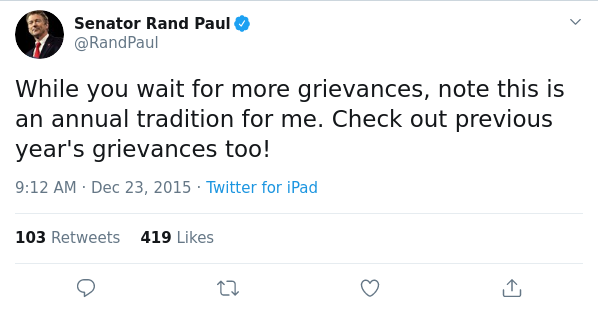 Senator Rand Paul
@RandPaul
While you wait for more grievances, note this is
an annual tradition for me. Check out previous
year's grievances too!
9:12 AM · Dec 23, 2015 · Twitter for iPad
103 Retweets 419 Likes